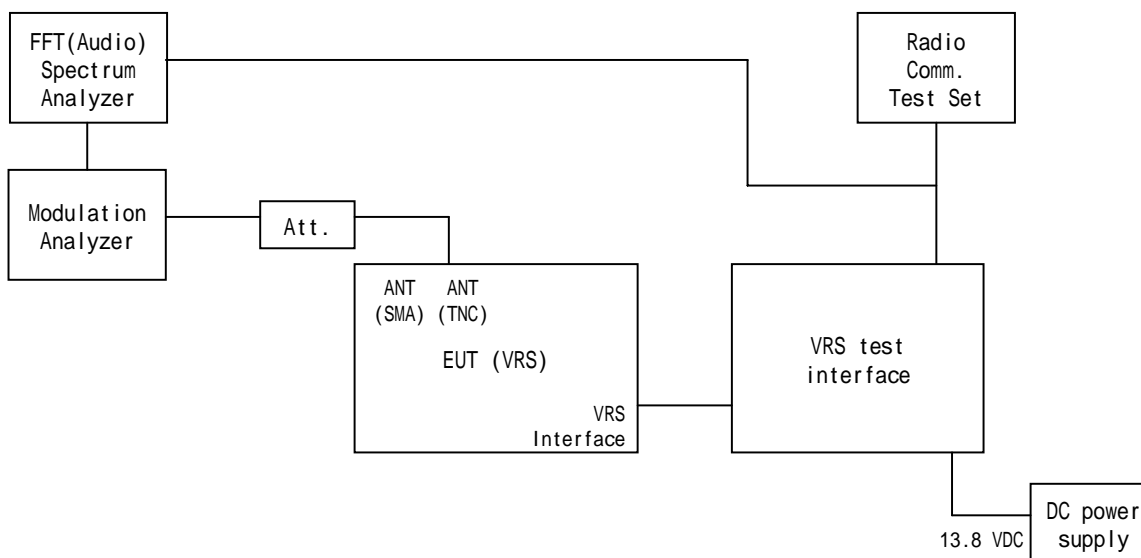 FFT(Audio)
Spectrum
Analyzer
Radio
Comm.
Test Set
Modulation
Analyzer
Att.
ANT ANT
(SMA) (TNC)
EUT (VRS)
VRS
Interface
VRS test
interface
13.8 VDC
DC power
supply